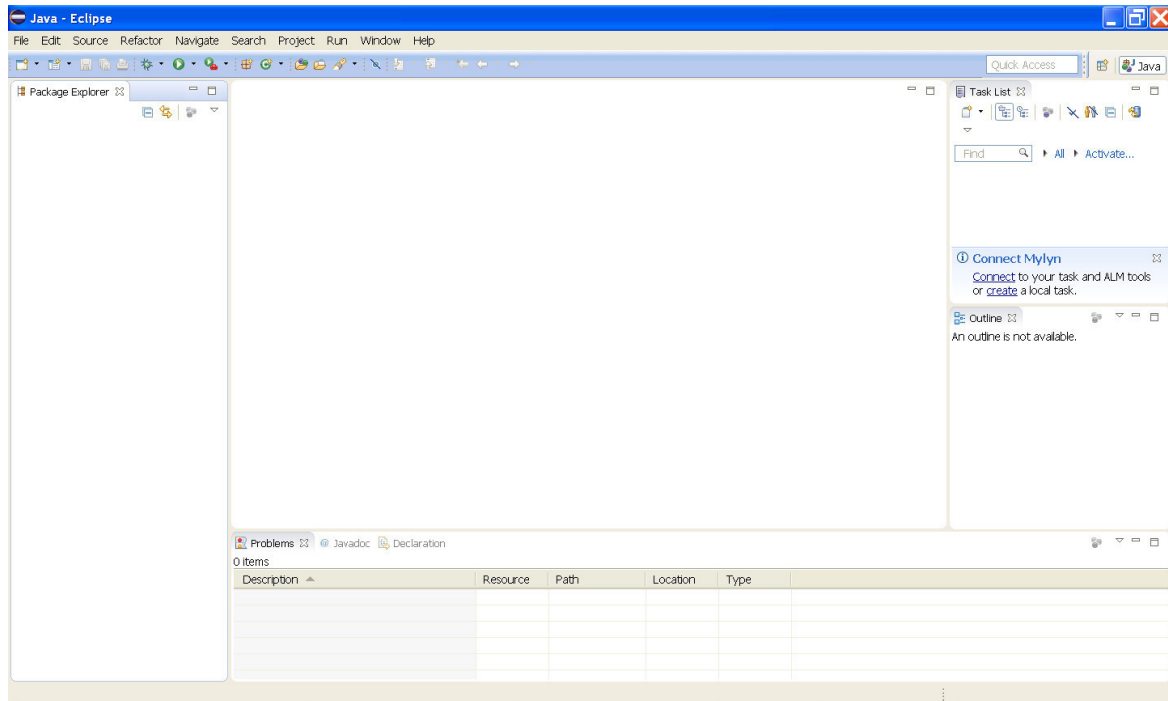 Java - Eclipse
File Edit Source Refactor Navigate Search Project Run Window Help
Quick Access
Java
Package Explorer
Task List
Find
All
Activate...
Connect Mylyn
Connect to your task and ALM tools
or create a local task.
Outline
An outline is not available.
Problems @ Javadoc Declaration
0 items
Description Resource Path Location Type